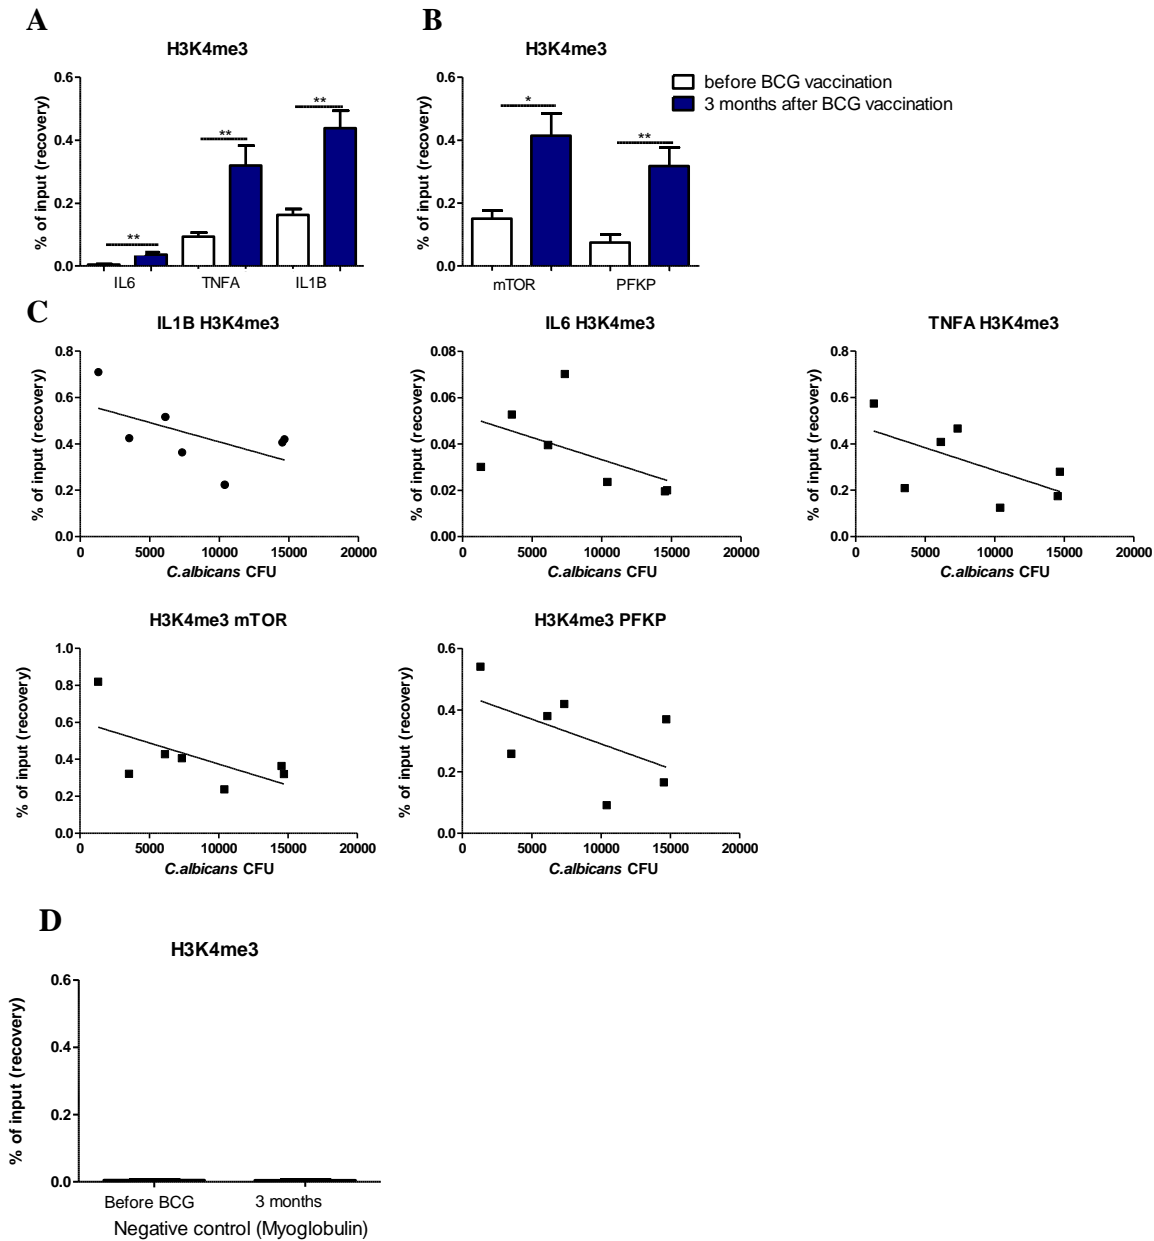 A
H3K4me3
% of input (recovery)
0.6
0.4
0.2
0.0
**
**
**
IL6 TNFA IL1B
B
H3K4me3
% of input (recovery)
0.6
0.4
0.2
0.0
*
**
mTOR PFKP
before BCG vaccination
3 months after BCG vaccination
C
IL1B H3K4me3
% of input (recovery)
0.8
0.6
0.4
0.2
0.0
0 5000 10000 15000 20000
C.albicans CFU
IL6 H3K4me3
% of input (recovery)
0.08
0.06
0.04
0.02
0.00
0 5000 10000 15000 20000
C.albicans CFU
TNFA H3K4me3
% of input (recovery)
0.8
0.6
0.4
0.2
0.0
0 5000 10000 15000 20000
C.albicans CFU
H3K4me3 mTOR
% of input (recovery)
1.0
0.8
0.6
0.4
0.2
0.0
0 5000 10000 15000 20000
C.albicans CFU
H3K4me3 PFKP
% of input (recovery)
0.6
0.4
0.2
0.0
0 5000 10000 15000 20000
C.albicans CFU
D
H3K4me3
% of input (recovery)
0.6
0.4
0.2
0.0
Before BCG 3 months
Negative control (Myoglobulin)